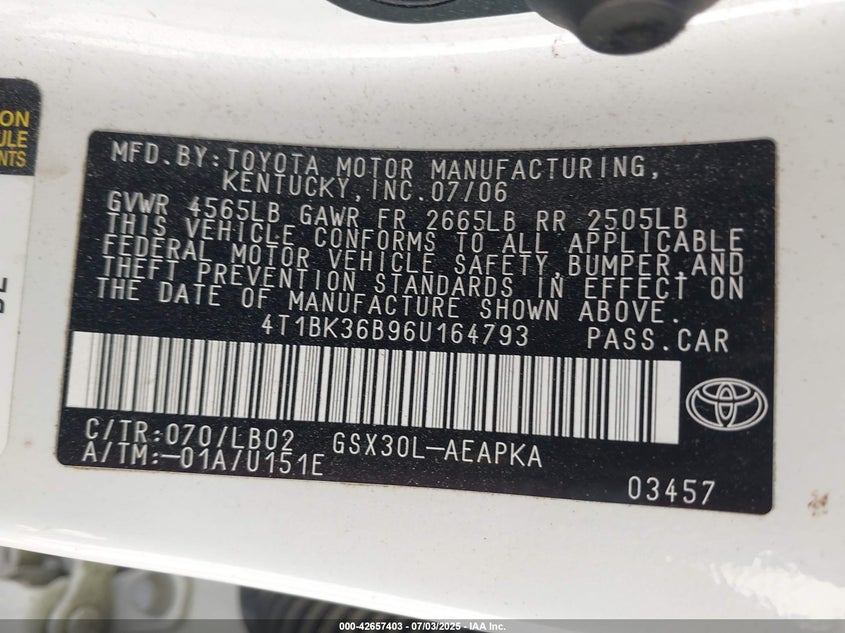 ON
ULE
NTS
MFD.BY:TOYOTA MOTOR MANUFACTURING,
KENTUCKY,INC.07/06
GVWR 4565LB GAWR FR 2665LB RR 2505LB
THIS VEHICLE CONFORMS TO ALL APPLICABLE
FEDERAL MOTOR VEHICLE SAFETY,BUMPER,AND
THEFT PREVENTION STANDARDS IN EFFECT ON
THE DATE OF MANUFACTURE SHOWN ABOVE.
4T1BK36B96U164793 PASS.CAR
C/TR:070/LB02 GSX30L-AEAPKA
A/TM:-01A/U151E
03457
000-42657403 - 07/03/2025 - IAA Inc.